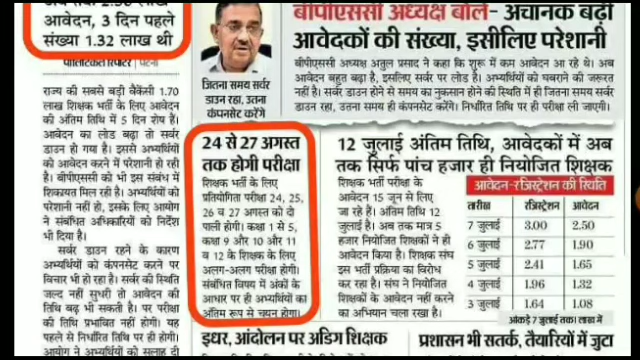 आवेदन, 3 दिन पहले
संख्या 1.32 लाख थी
पॉलिटिकल रिपोर्टर | पटना
राज्य की सबसे बड़ी वैकेंसी 1.70
लाख शिक्षक भर्ती के लिए आवेदन
की अंतिम तिथि में 5 दिन शेष हैं।
आवेदन का लोड बढ़ा तो सर्वर
डाउन हो गया है। इससे अभ्यर्थियों
को आवेदन करने में परेशानी हो रही
है। बीपीएससी को भी इस संबंध में
शिकायत मिल रही है। अभ्यर्थियों को
परेशानी नहीं हो, इसके लिए आयोग
ने संबंधित अधिकारियों को निर्देश
भी दिया है।
सर्वर डाउन रहने के कारण
अभ्यर्थियों को कंपनसेट करने पर
विचार भी हो रहा है। सर्वर की स्थिति
जल्द नहीं सुधरी तो आवेदन की
तिथि बढ़ भी सकती है। पर परीक्षा
की तिथि प्रभावित नहीं होगी। यह
पहले से निर्धारित तिथि पर ही होगी।
आयोग ने अभ्यर्थियों को सलाह दी
जितना समय सर्वर
डाउन रहा, उतना
कंपनसेट करेंगे
बीपीएससी अध्यक्ष बोले- अचानक बढ़ी
आवेदकों की संख्या, इसीलिए परेशानी
बीपीएससी अध्यक्ष अतुल प्रसाद ने कहा कि शुरू में कम आवेदन आ रहे थे। अब
आवेदन बहुत बढ़ा है, इसलिए सर्वर पर लोड है। अभ्यर्थियों को घबराने की जरूरत
नहीं है। सर्वर डाउन होने से समय का नुकसान होने की स्थिति में ही जितना समय सर्वर
डाउन रहा, उतना समय ही कंपनसेट करेंगे। निर्धारित तिथि पर ही परीक्षा ली जाएगी।
24 से 27 अगस्त
तक होगी परीक्षा
शिक्षक भर्ती के लिए
प्रतियोगिता परीक्षा 24, 25,
26 व 27 अगस्त को दो
पाली होगी। कक्षा 1 से 5,
कक्षा 9 और 10 और 11
व 12 के शिक्षक के लिए
अलग-अलग परीक्षा होगी।
संबंधित विषय में अंकों के
आधार पर ही अभ्यर्थियों का
अंतिम रूप से चयन होगा।
12 जुलाई अंतिम तिथि, आवेदकों में अब
तक सिर्फ पांच हजार ही नियोजित शिक्षक
शिक्षक भर्ती परीक्षा के
आवेदन 15 जून से लिए
जा रहे हैं। अंतिम तिथि 12
जुलाई है। अब तक मात्र 5
हजार नियोजित शिक्षकों ने ही
आवेदन किया है। शिक्षक संघ
इस भर्ती प्रक्रिया का विरोध
कर रहा है। संघ ने नियोजित
शिक्षकों के आवेदन नहीं करने
का अभियान चला रखा है।
आवेदन-रजिस्ट्रेशन की स्थिति
तारीख रजिस्ट्रेशन आवेदन
7 जुलाई 3.00 2.50
6 जुलाई 2.77 1.90
5 जुलाई 2.41 1.65
4 जुलाई 1.96 1.32
3 जुलाई 1.64 1.08
आंकड़े 7 जुलाई तक। लाख में
इधर, आंदोलन पर अडिग शिक्षक
प्रशासन भी सतर्क, तैयारियों में जुटा